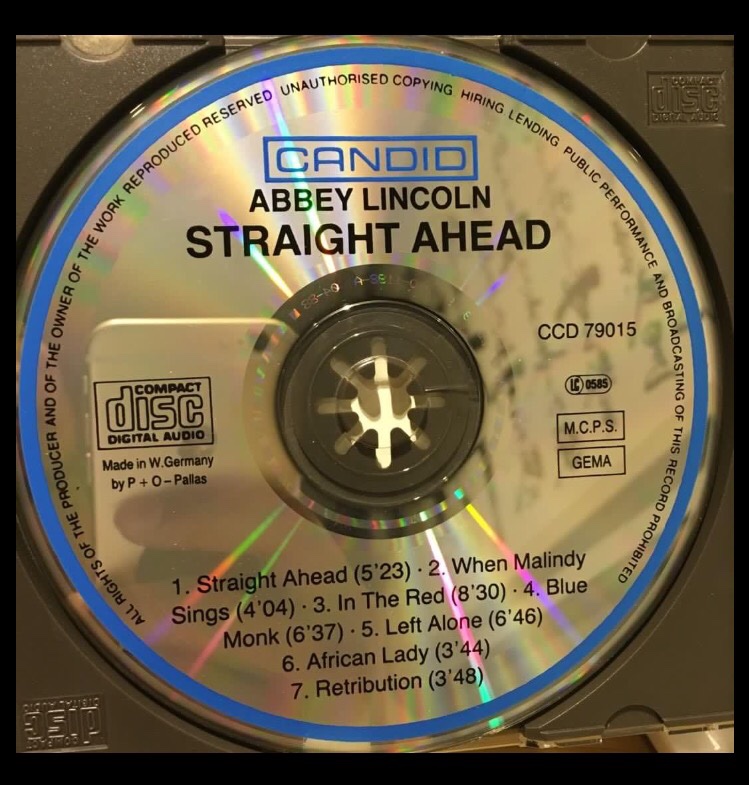 ALL RIGHTS OF THE PRODUCER AND OF THE OWNER OF THE WORK REPRODUCED RESERVED UNAUTHORISED COPYING HIRING LENDING PUBLIC PERFORMANCE AND BROADCASTING OF THIS RECORD PROHIBITED
COMPACT
disc
DIGITAL AUDIO
CANDID
ABBEY LINCOLN
STRAIGHT AHEAD
CCD 79015
LC 0585
COMPACT
disc
DIGITAL AUDIO
M.C.P.S.
GEMA
Made in W.Germany
by P + O – Pallas
1. Straight Ahead (5'23) · 2. When Malindy
Sings (4'04) · 3. In The Red (8'30) · 4. Blue
Monk (6'37) · 5. Left Alone (6'46)
6. African Lady (3'44)
7. Retribution (3'48)
COMPACT
disc
DIGITAL AUDIO